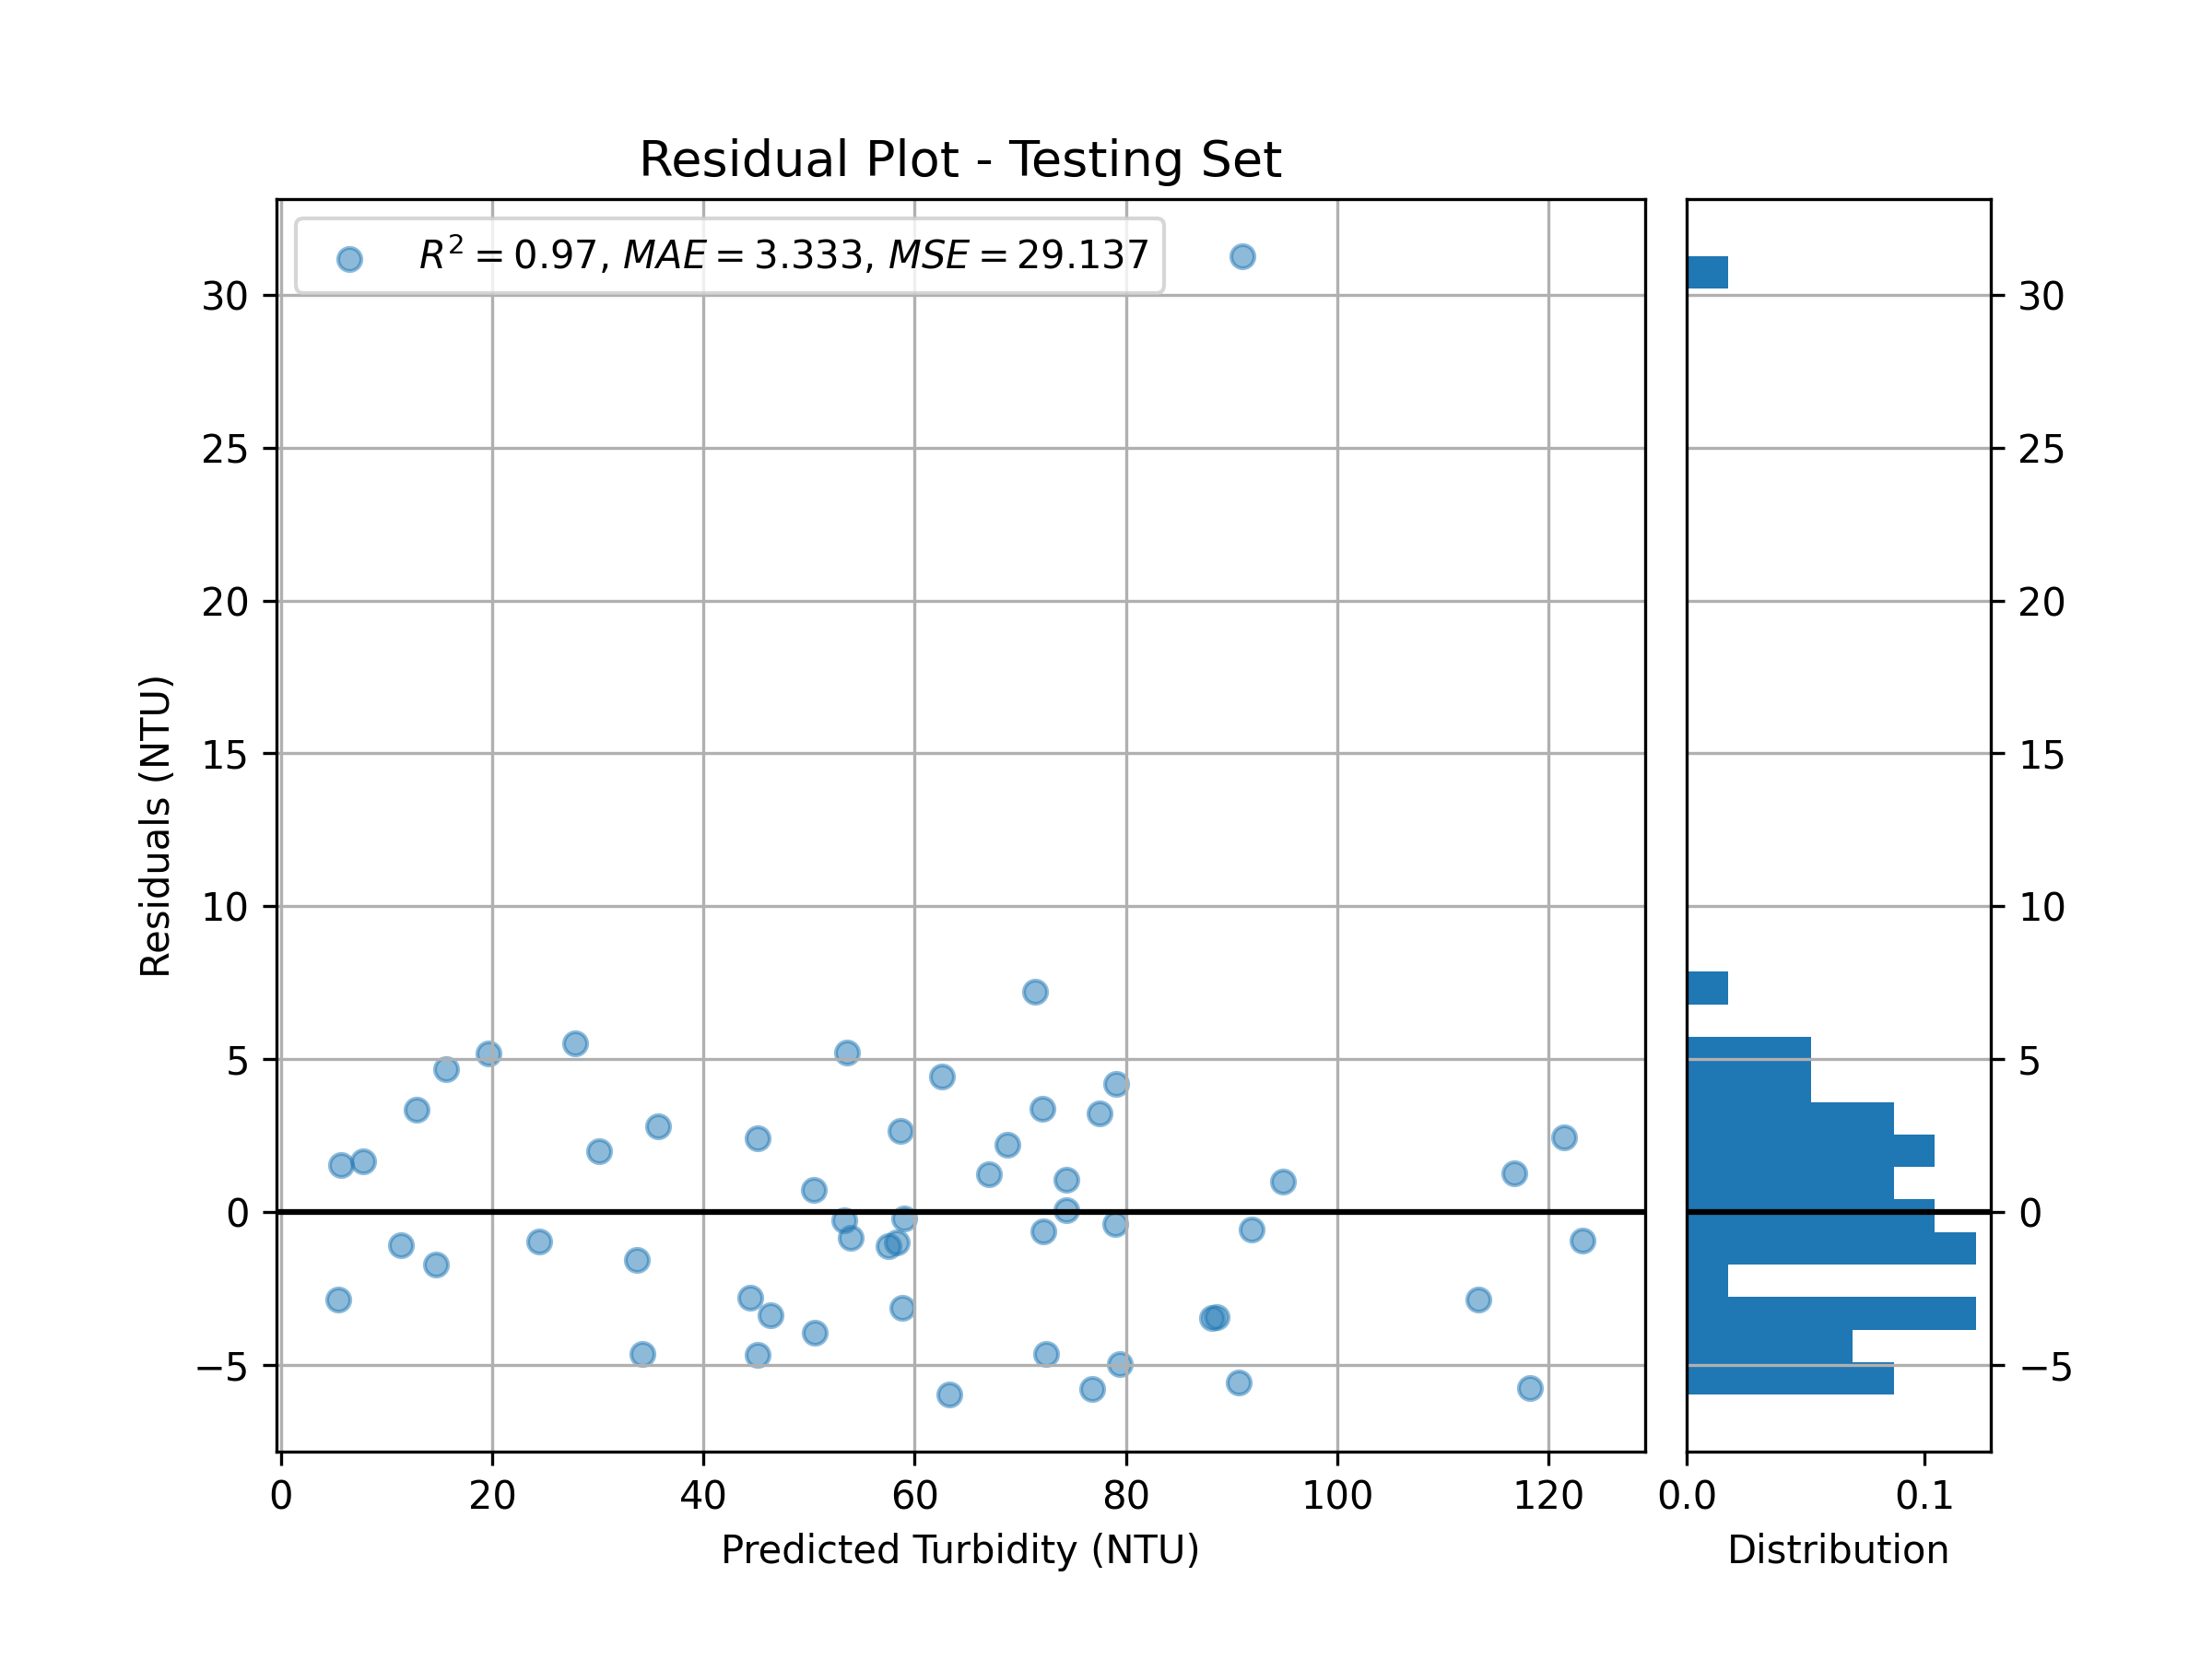 Residual Plot - Testing Set
R² = 0.97, MAE = 3.333, MSE = 29.137
30
25
20
15
10
5
0
−5
Residuals (NTU)
0 20 40 60 80 100 120
Predicted Turbidity (NTU)
30
25
20
15
10
5
0
−5
0.0 0.1
Distribution